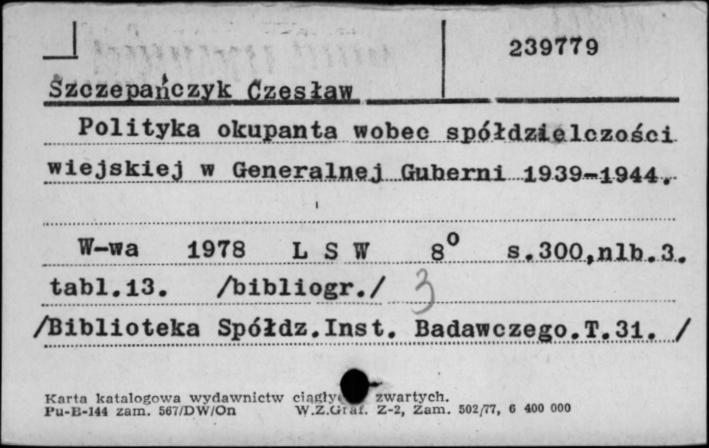 239779
Szczepańczyk Czesław
Polityka okupanta wobec spółdzielczości
wiejskiej w Generalnej Guberni 1939-1944.
W-wa 1978 L S W 8° s.300,nlb.3.
tabl.13. /bibliogr./ 3
/Biblioteka Spółdz.Inst. Badawczego.T.31. /
Karta katalogowa wydawnictw zwartych.
Pu-B-144 zam. 567/DW/On W.Z.Graf. Z-2, Zam. 502/77, 6 400 000